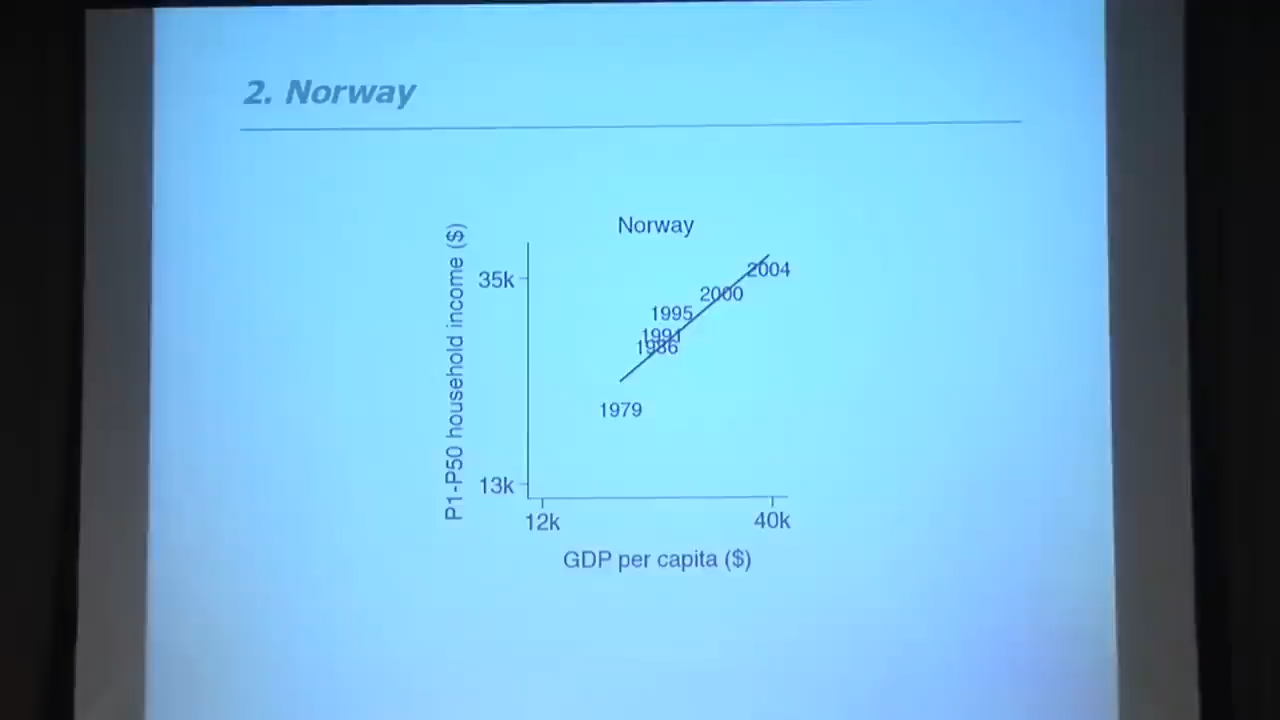 2. Norway
Norway
P1-P50 household income ($)
35k
13k
2004
2000
1995
1991
1986
1979
12k
40k
GDP per capita ($)